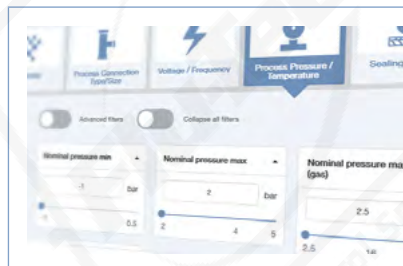 Process Connection
Type/Size
Voltage / Frequency
Process Pressure /
Temperature
Sealing
Advanced filters
Collapse all filters
Nominal pressure min
Nominal pressure max
Nominal pressure ma
(gas)
-1
bar
2
bar
2.5
0.5
2
4
5
2.5